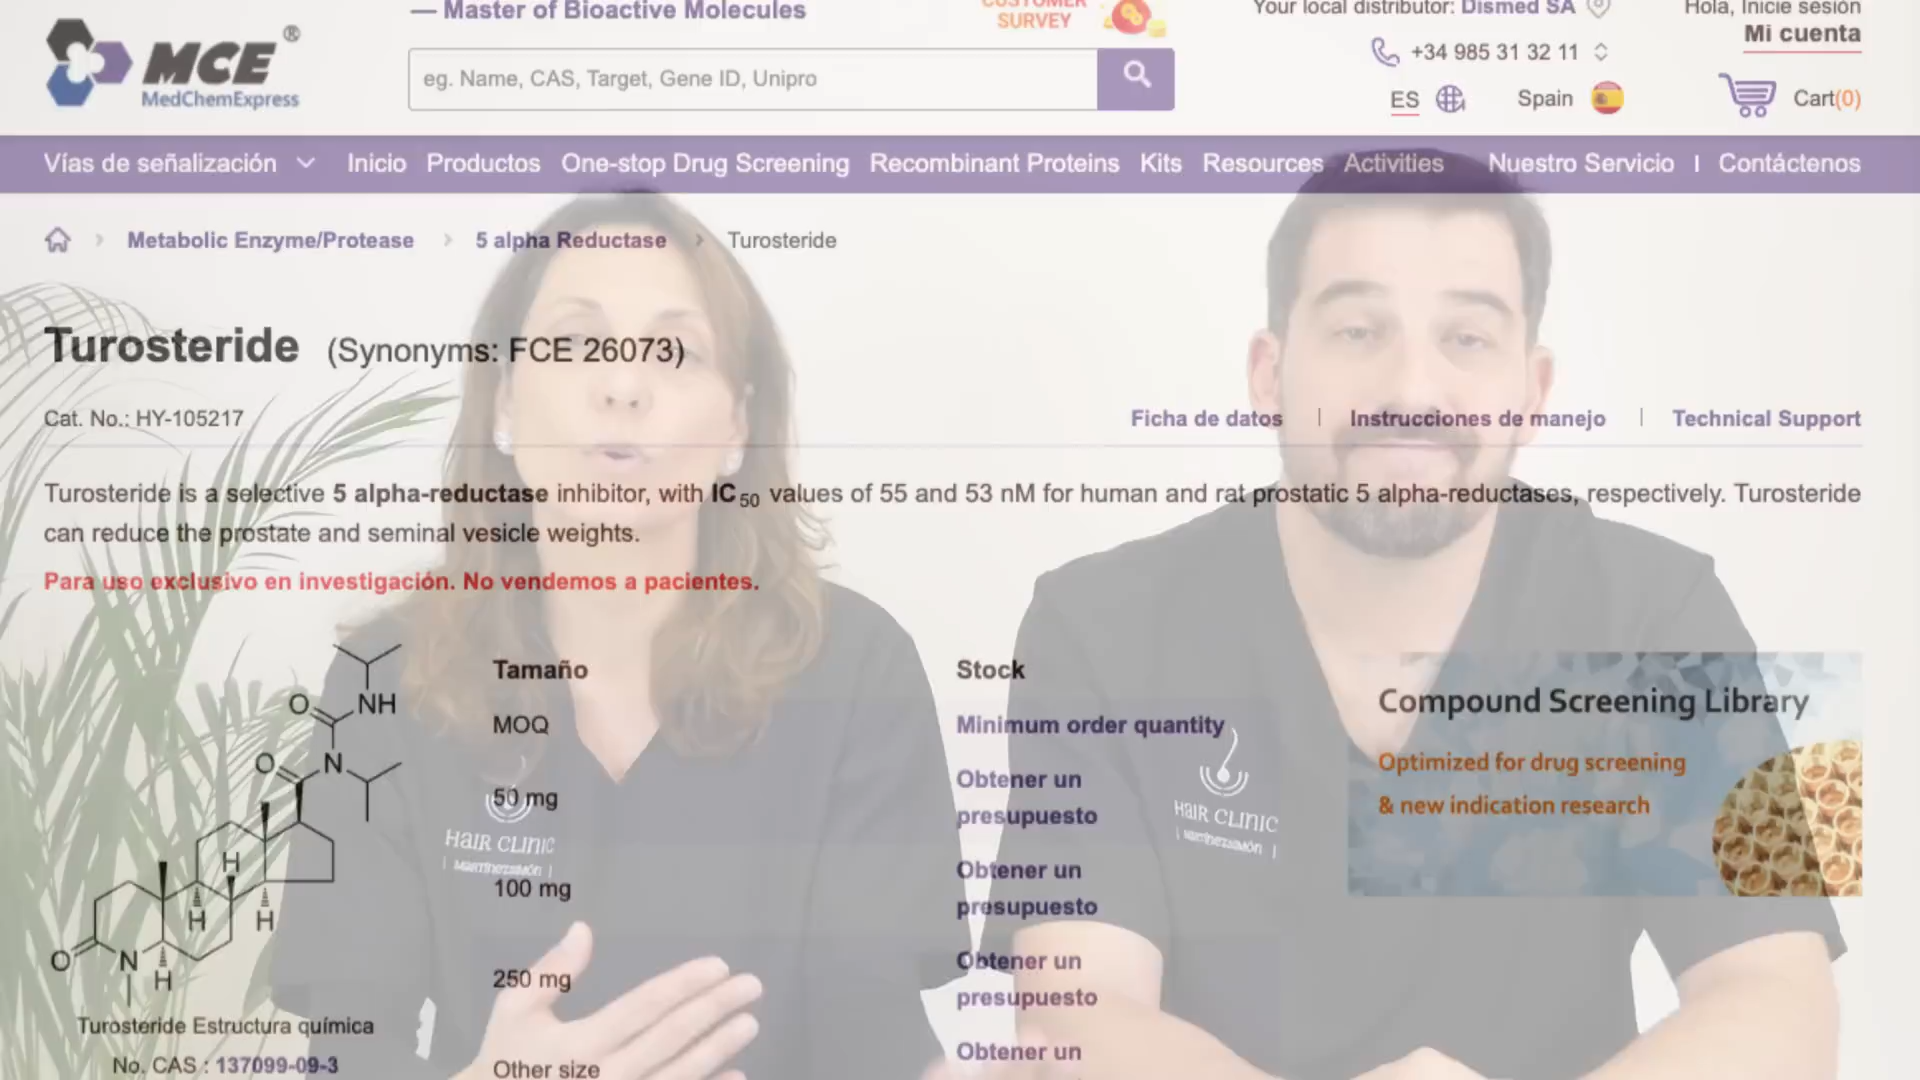 — Master of Bioactive Molecules
CUSTOMER
SURVEY
Your local distributor: Dismed SA
Hola, Inicie sesión
Mi cuenta
MCE®
MedChemExpress
eg. Name, CAS, Target, Gene ID, Unipro
+34 985 31 32 11
ES
Spain
Cart(0)
Vías de señalización Inicio Productos One-stop Drug Screening Recombinant Proteins Kits Resources Activities Nuestro Servicio I Contáctenos
Metabolic Enzyme/Protease > 5 alpha Reductase > Turosteride
Turosteride (Synonyms: FCE 26073)
Cat. No.: HY-105217
Ficha de datos | Instrucciones de manejo | Technical Support
Turosteride is a selective 5 alpha-reductase inhibitor, with IC50 values of 55 and 53 nM for human and rat prostatic 5 alpha-reductases, respectively. Turosteride
can reduce the prostate and seminal vesicle weights.
Para uso exclusivo en investigación. No vendemos a pacientes.
O
NH
O
N
H
H
H
O
N
H
Turosteride Estructura química
No. CAS : 137099-09-3
Tamaño
Stock
MOQ
Minimum order quantity
50 mg
Obtener un
presupuesto
100 mg
Obtener un
presupuesto
250 mg
Obtener un
presupuesto
Other size
Obtener un
Compound Screening Library
Optimized for drug screening
& new indication research
HAIR CLINIC
| MARTINEZSIMÓN |
HAIR CLINIC
| MARTINEZSIMÓN |